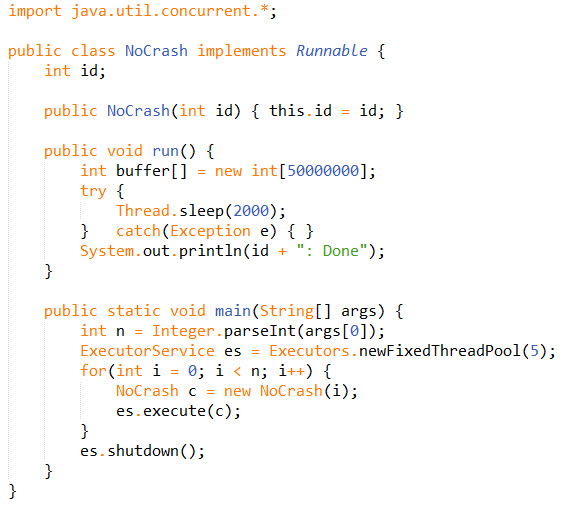 import java.util.concurrent.*;

public class NoCrash implements Runnable {
    int id;

    public NoCrash(int id) { this.id = id; }

    public void run() {
        int buffer[] = new int[50000000];
        try {
            Thread.sleep(2000);
        }   catch(Exception e) { }
        System.out.println(id + ": Done");
    }

    public static void main(String[] args) {
        int n = Integer.parseInt(args[0]);
        ExecutorService es = Executors.newFixedThreadPool(5);
        for(int i = 0; i < n; i++) {
            NoCrash c = new NoCrash(i);
            es.execute(c);
        }
        es.shutdown();
    }
}